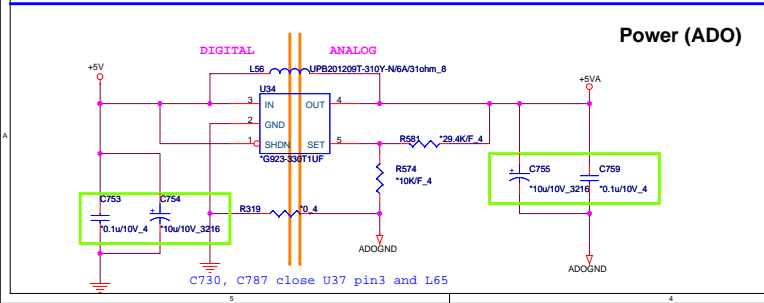 Power (ADO)
DIGITAL
ANALOG
+5V
L56
UPB201209T-310Y-N/6A/31ohm_8
+5VA
U34
3
IN
OUT
4
2
GND
1
SHDN
SET
5
*G923-330T1UF
R581
*29.4K/F_4
A
R574
*10K/F_4
C755
*10u/10V_3216
C759
*0.1u/10V_4
C753
*0.1u/10V_4
C754
*10u/10V_3216
R319
*0_4
ADOGND
ADOGND
C730, C787 close U37 pin3 and L65
5
4